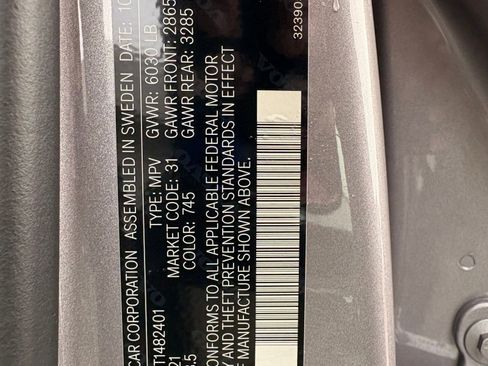 CAR CORPORATION ASSEMBLED IN SWEDEN DATE:
TYPE: MPV GVWR: 6030 LB
T1482401 MARKET CODE: 31 GAWR FRONT: 2865
21 COLOR: 745 GAWR REAR: 3285
CONFORMS TO ALL APPLICABLE FEDERAL MOTOR
Y AND THEFT PREVENTION STANDARDS IN EFFECT
F MANUFACTURE SHOWN ABOVE.
32390